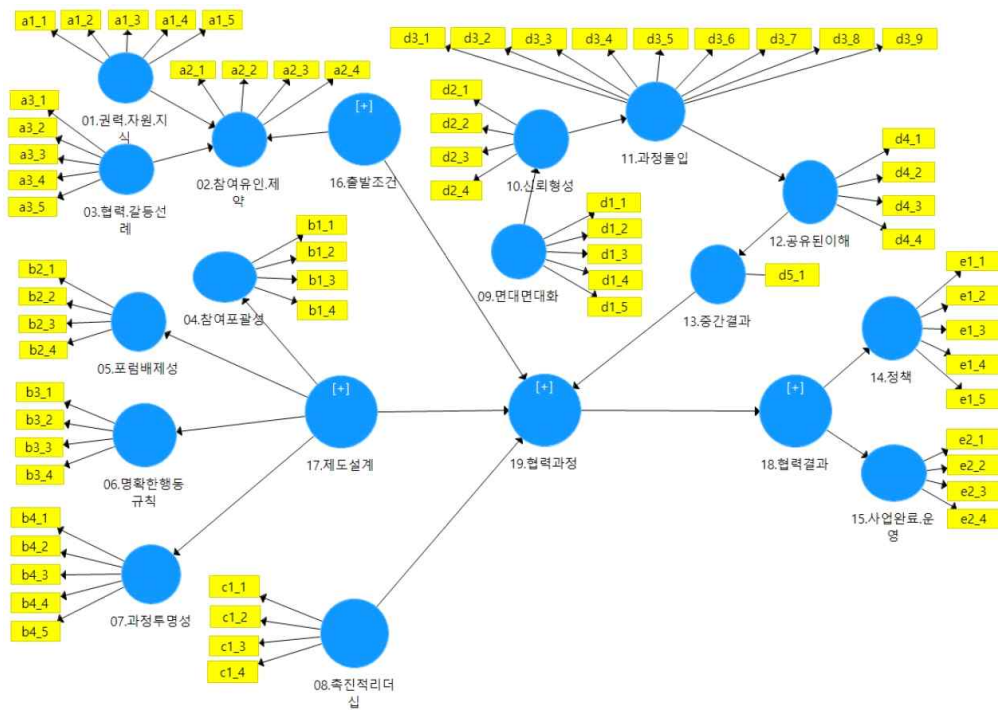 a1_1
a1_2
a1_3
a1_4
a1_5
01.권력.자원.지
식
a2_1
a2_2
a2_3
a2_4
02.참여유인.제
약
a3_1
a3_2
a3_3
a3_4
a3_5
03.협력.갈등선
례
[+]
16.출발조건
b1_1
b1_2
b1_3
b1_4
04.참여포괄성
b2_1
b2_2
b2_3
b2_4
05.포럼배제성
b3_1
b3_2
b3_3
b3_4
06.명확한행동
규칙
b4_1
b4_2
b4_3
b4_4
b4_5
07.과정투명성
[+]
17.제도설계
c1_1
c1_2
c1_3
c1_4
08.촉진적리더
십
d3_1
d3_2
d3_3
d3_4
d3_5
d3_6
d3_7
d3_8
d3_9
11.과정몰입
d2_1
d2_2
d2_3
d2_4
10.신뢰형성
d1_1
d1_2
d1_3
d1_4
d1_5
09.면대면대화
d4_1
d4_2
d4_3
d4_4
12.공유된이해
d5_1
13.중간결과
[+]
19.협력과정
[+]
18.협력결과
e1_1
e1_2
e1_3
e1_4
e1_5
14.정책
e2_1
e2_2
e2_3
e2_4
15.사업완료.운
영